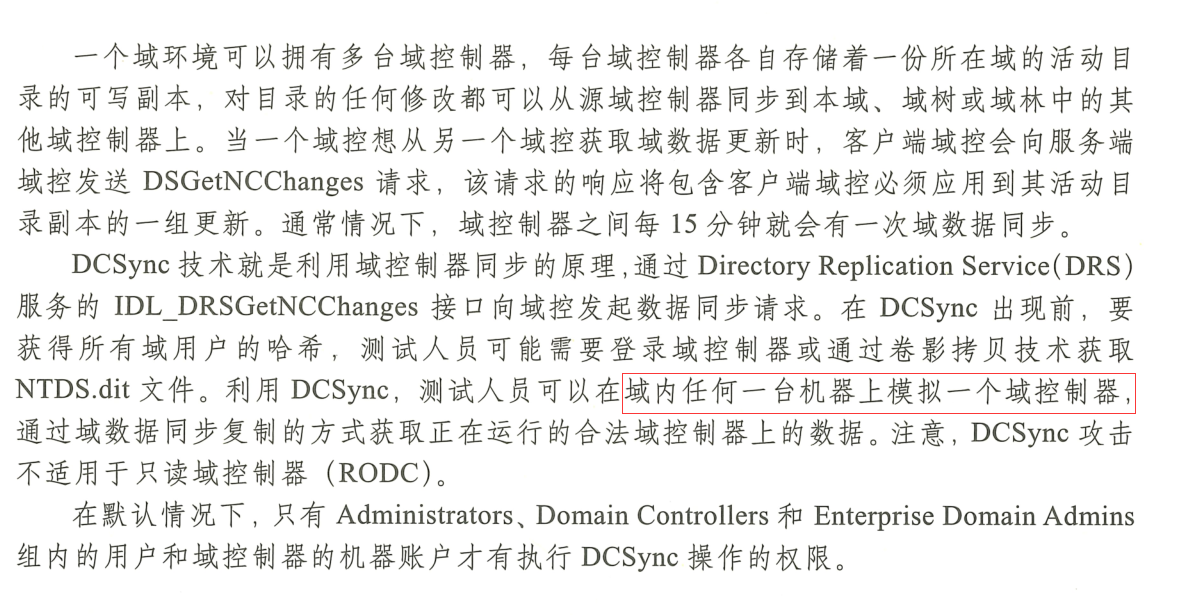 一个域环境可以拥有多台域控制器，每台域控制器各自存储着一份所在域的活动目
录的可写副本，对目录的任何修改都可以从源域控制器同步到本域、域树或域林中的其
他域控制器上。当一个域控想从另一个域控获取域数据更新时，客户端域控会向服务端
域控发送 DSGetNCChanges 请求，该请求的响应将包含客户端域控必须应用到其活动目
录副本的一组更新。通常情况下，域控制器之间每 15 分钟就会有一次域数据同步。
DCSync 技术就是利用域控制器同步的原理，通过 Directory Replication Service（DRS）
服务的 IDL_DRSGetNCChanges 接口向域控发起数据同步请求。在 DCSync 出现前，要
获得所有域用户的哈希，测试人员可能需要登录域控制器或通过卷影拷贝技术获取
NTDS.dit 文件。利用 DCSync，测试人员可以在域内任何一台机器上模拟一个域控制器，
通过域数据同步复制的方式获取正在运行的合法域控制器上的数据。注意，DCSync 攻击
不适用于只读域控制器（RODC）。
在默认情况下，只有 Administrators、Domain Controllers 和 Enterprise Domain Admins
组内的用户和域控制器的机器账户才有执行 DCSync 操作的权限。